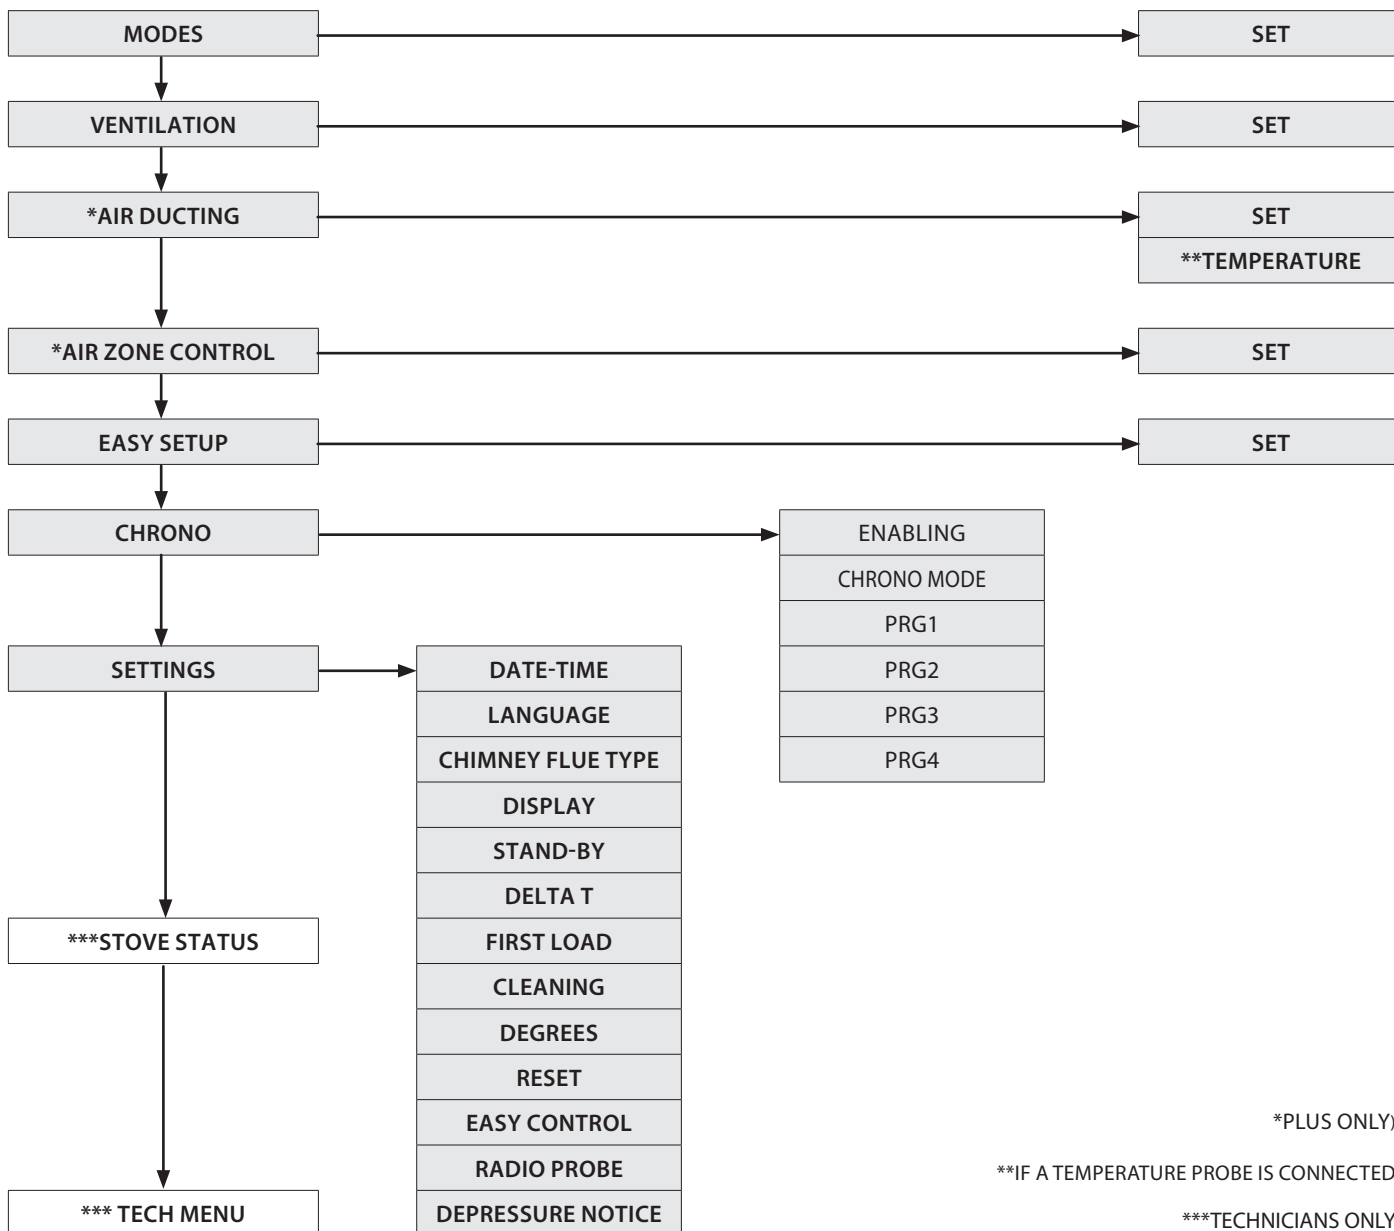 MODES
SET
VENTILATION
SET
*AIR DUCTING
SET
**TEMPERATURE
*AIR ZONE CONTROL
SET
EASY SETUP
SET
CHRONO
ENABLING
CHRONO MODE
PRG1
PRG2
PRG3
PRG4
SETTINGS
DATE-TIME
LANGUAGE
CHIMNEY FLUE TYPE
DISPLAY
STAND-BY
DELTA T
FIRST LOAD
CLEANING
DEGREES
RESET
EASY CONTROL
RADIO PROBE
DEPRESSURE NOTICE
***STOVE STATUS
*** TECH MENU
*PLUS ONLY)
**IF A TEMPERATURE PROBE IS CONNECTED
***TECHNICIANS ONLY